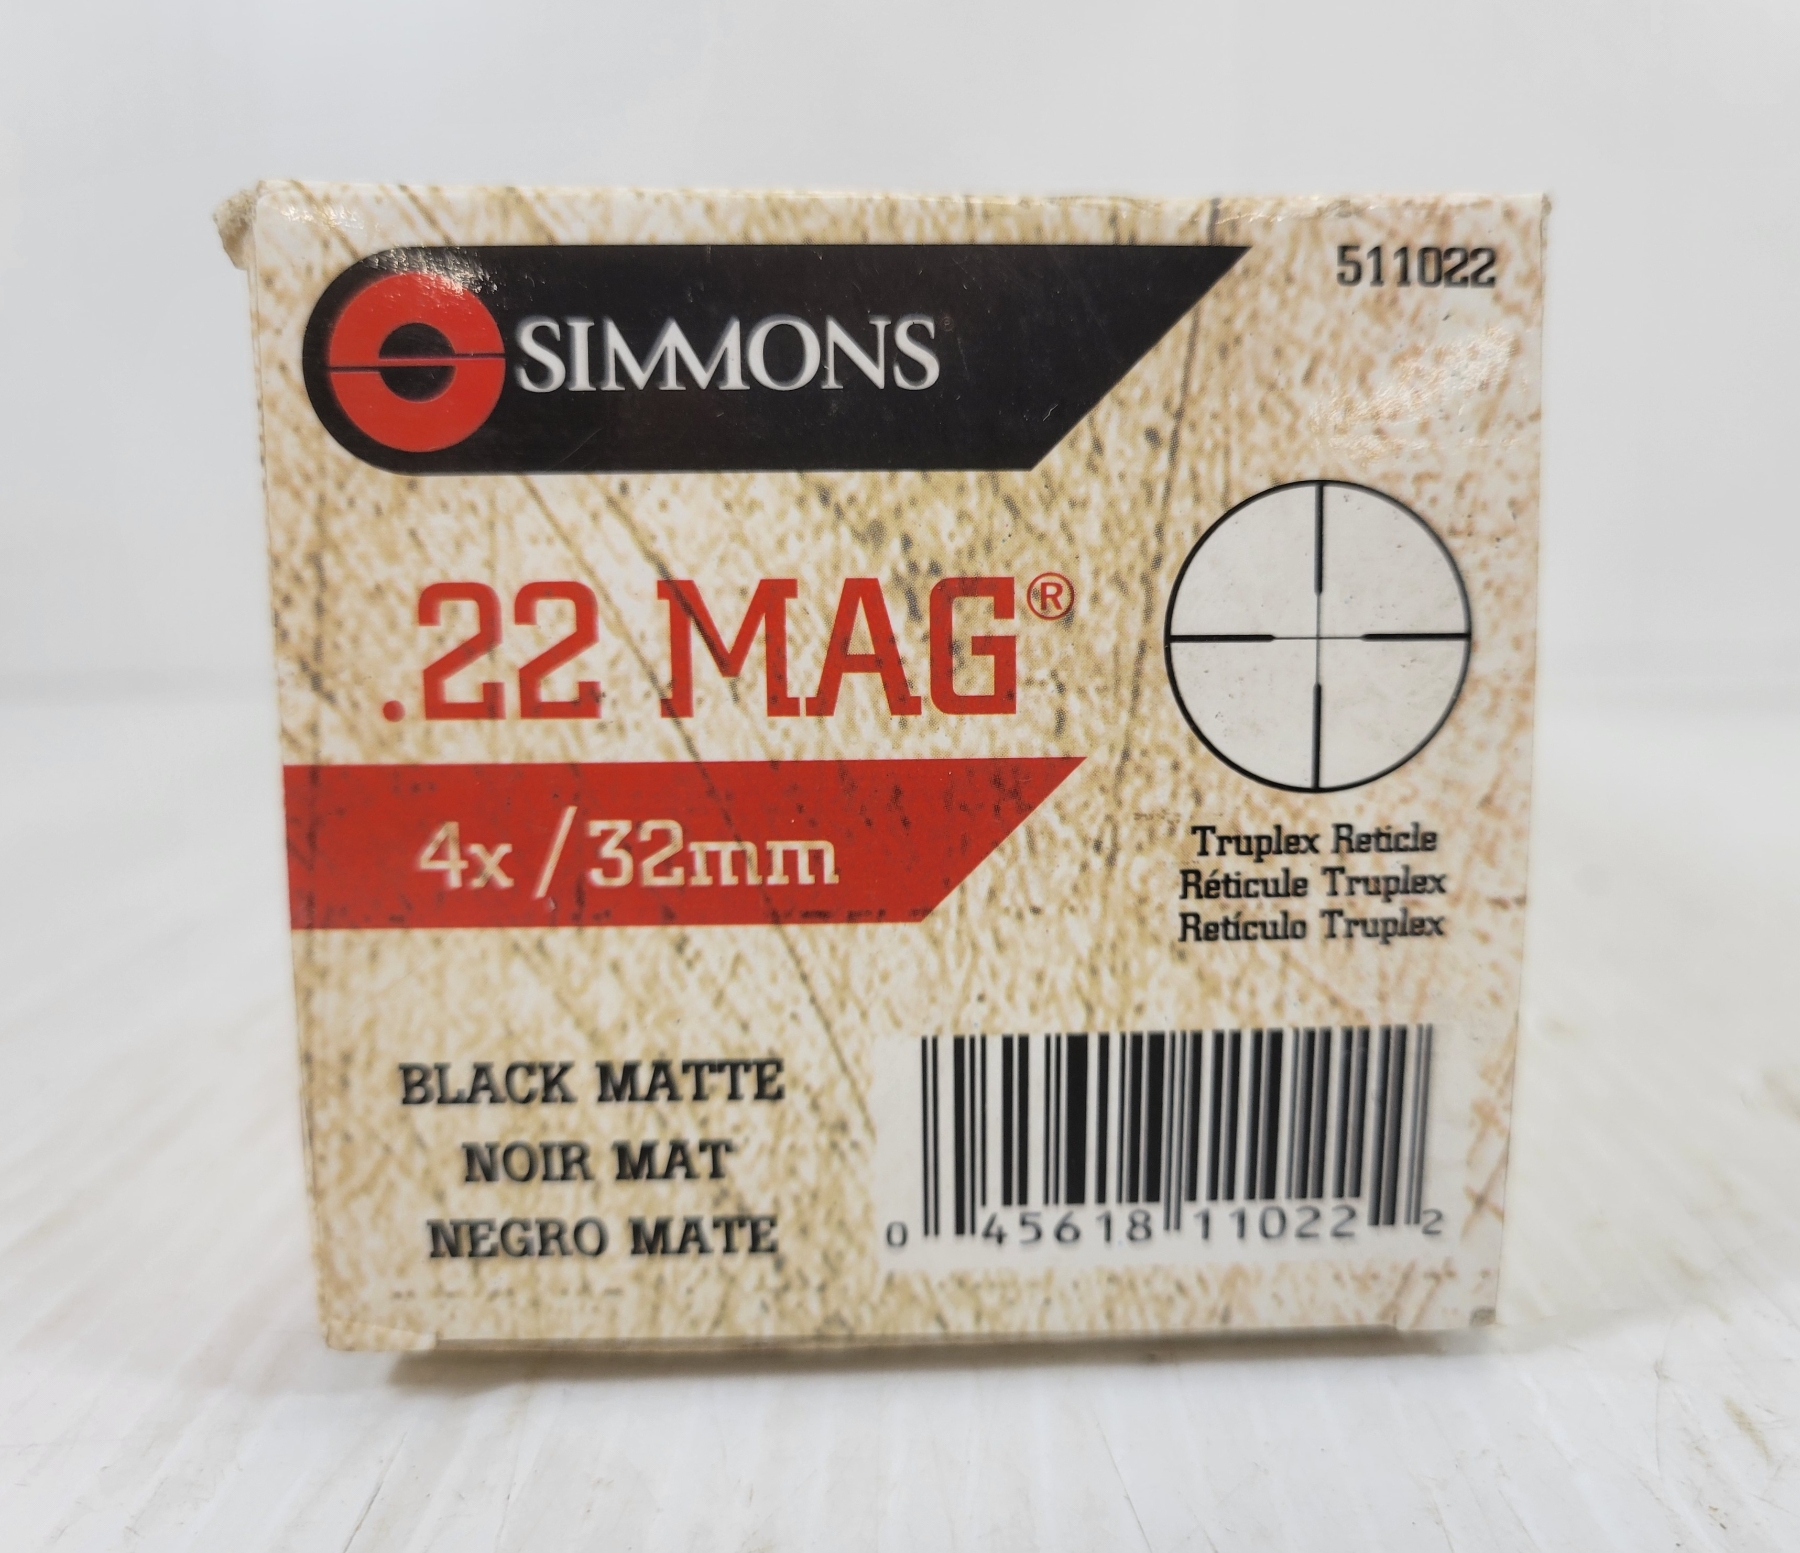 511022
SIMMONS
.22 MAG®
4x / 32mm
Truplex Reticle
Réticule Truplex
Retículo Truplex
BLACK MATTE
NOIR MAT
NEGRO MATE
0 45618 11022 2